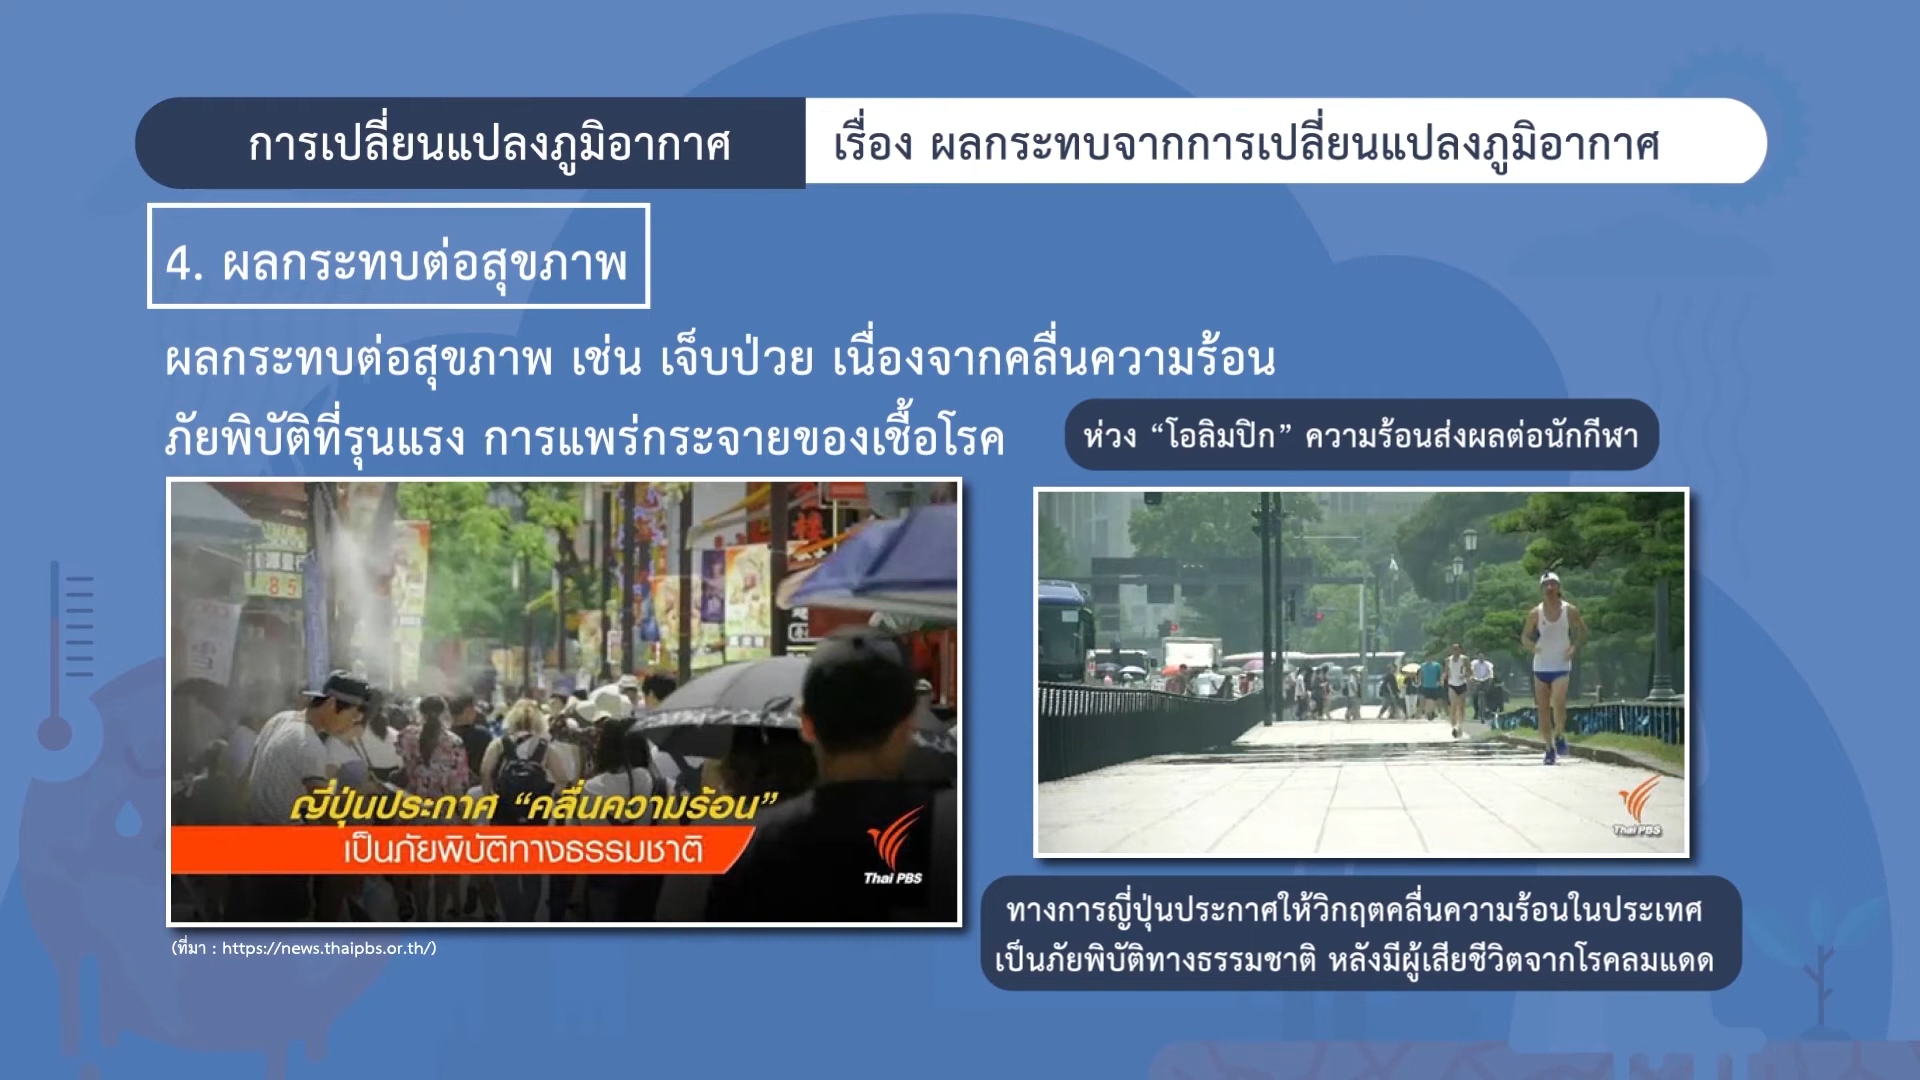 การเปลี่ยนแปลงภูมิอากาศ
เรื่อง ผลกระทบจากการเปลี่ยนแปลงภูมิอากาศ
4. ผลกระทบต่อสุขภาพ
ผลกระทบต่อสุขภาพ เช่น เจ็บป่วย เนื่องจากคลื่นความร้อน
ภัยพิบัติที่รุนแรง การแพร่กระจายของเชื้อโรค
ห่วง “โอลิมปิก” ความร้อนส่งผลต่อนักกีฬา
85
ญี่ปุ่นประกาศ “คลื่นความร้อน”
เป็นภัยพิบัติทางธรรมชาติ
Thai PBS
Thai PBS
ทางการญี่ปุ่นประกาศให้วิกฤตคลื่นความร้อนในประเทศ
เป็นภัยพิบัติทางธรรมชาติ หลังมีผู้เสียชีวิตจากโรคลมแดด
(ที่มา : https://news.thaipbs.or.th/)